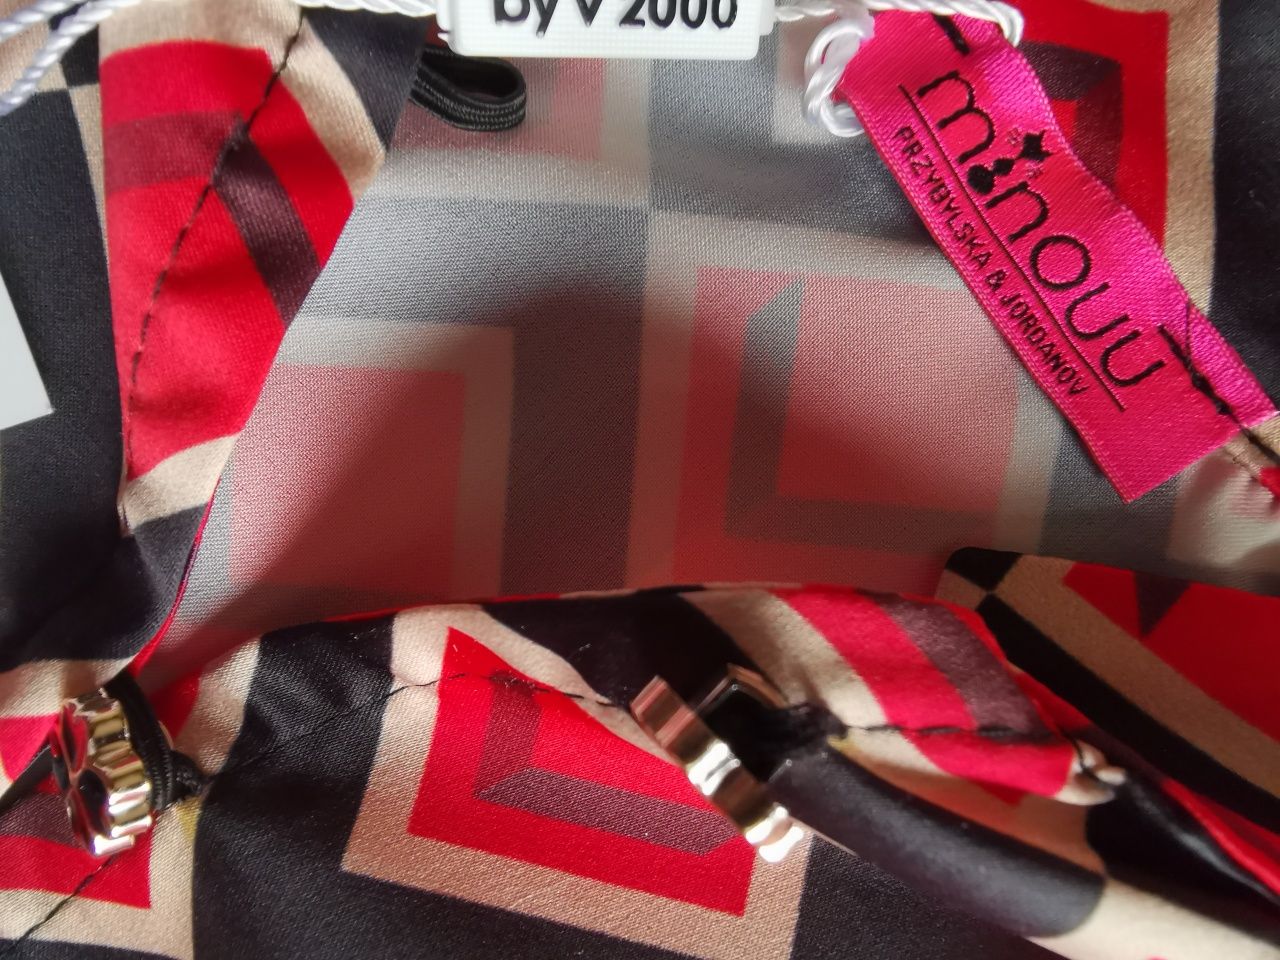 by V 2000
minouu
PRZYBYLSKA & JORDANOV